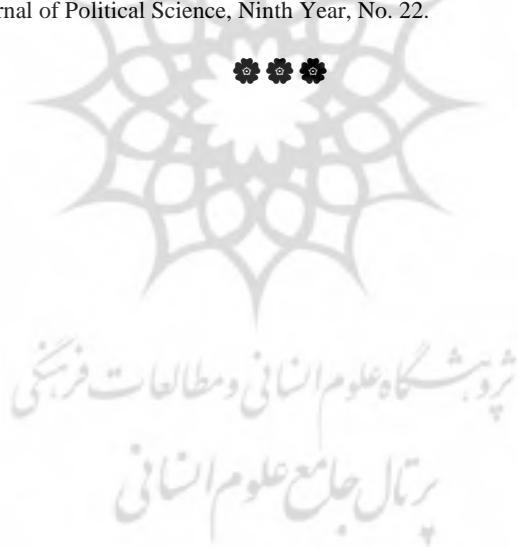 rnal of Political Science, Ninth Year, No. 22.
پژوهشگاه علوم انسانی و مطالعات فرهنگی
پرتال جامع علوم انسانی